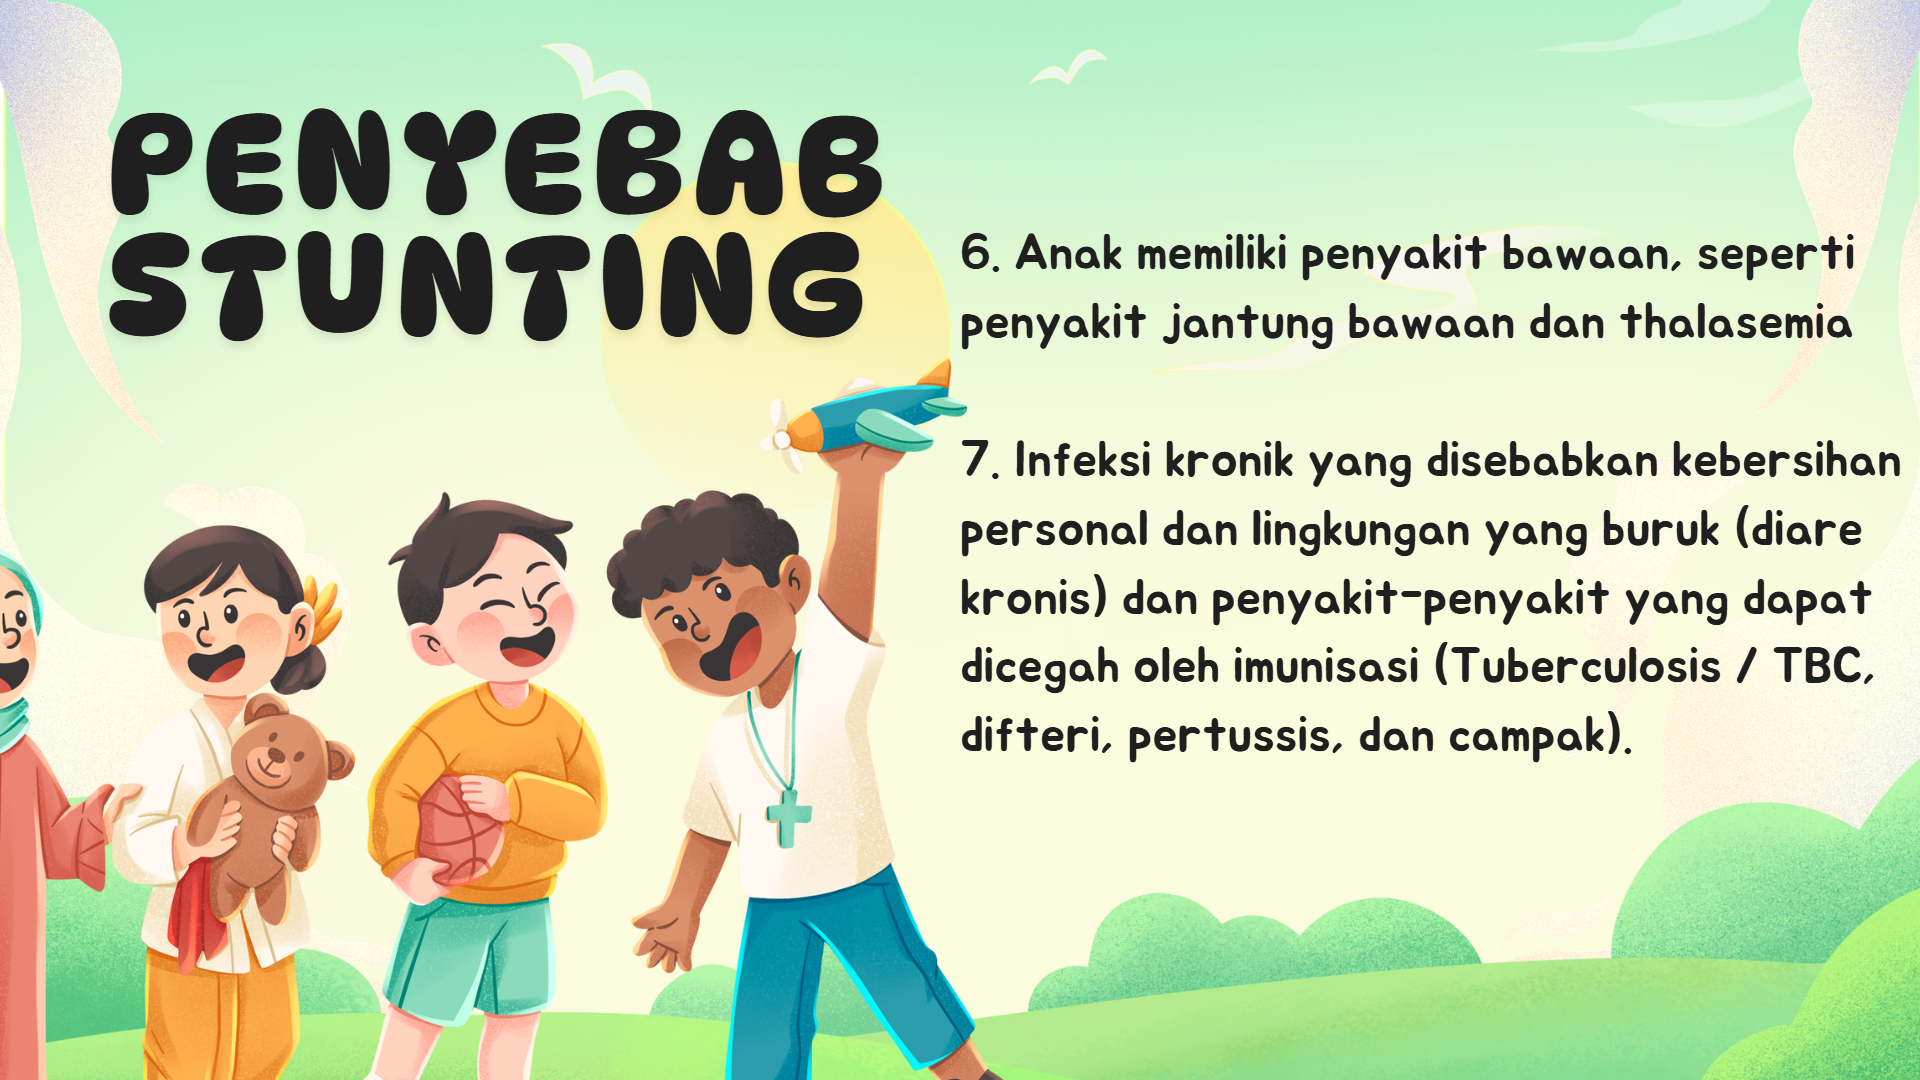 PENYEBAB
STUNTING
6. Anak memiliki penyakit bawaan, seperti
penyakit jantung bawaan dan thalasemia
7. Infeksi kronik yang disebabkan kebersihan
personal dan lingkungan yang buruk (diare
kronis) dan penyakit-penyakit yang dapat
dicegah oleh imunisasi (Tuberculosis / TBC,
difteri, pertussis, dan campak).